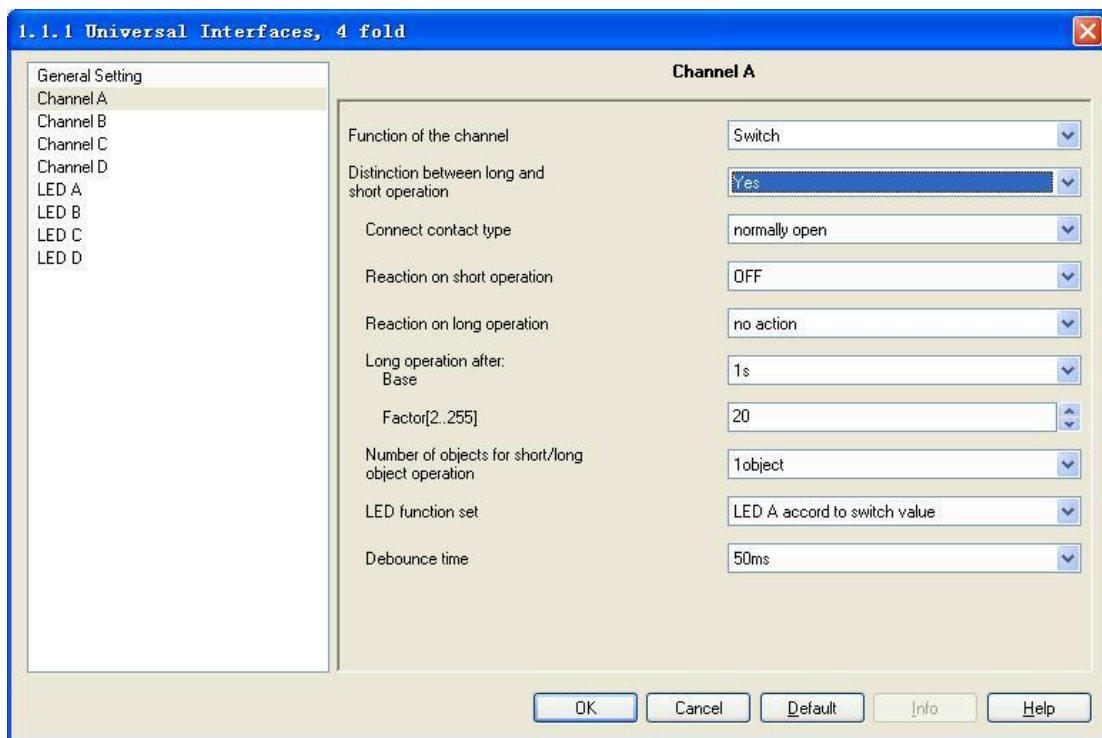 1.1.1 Universal Interfaces, 4 fold
General Setting
Channel A
Channel B
Channel C
Channel D
LED A
LED B
LED C
LED D
Channel A
Function of the channel
Switch
Distinction between long and
short operation
Yes
Connect contact type
normally open
Reaction on short operation
OFF
Reaction on long operation
no action
Long operation after:
Base
1s
Factor[2..255]
20
Number of objects for short/long
object operation
1object
LED function set
LED A accord to switch value
Debounce time
50ms
OK
Cancel
Default
Info
Help